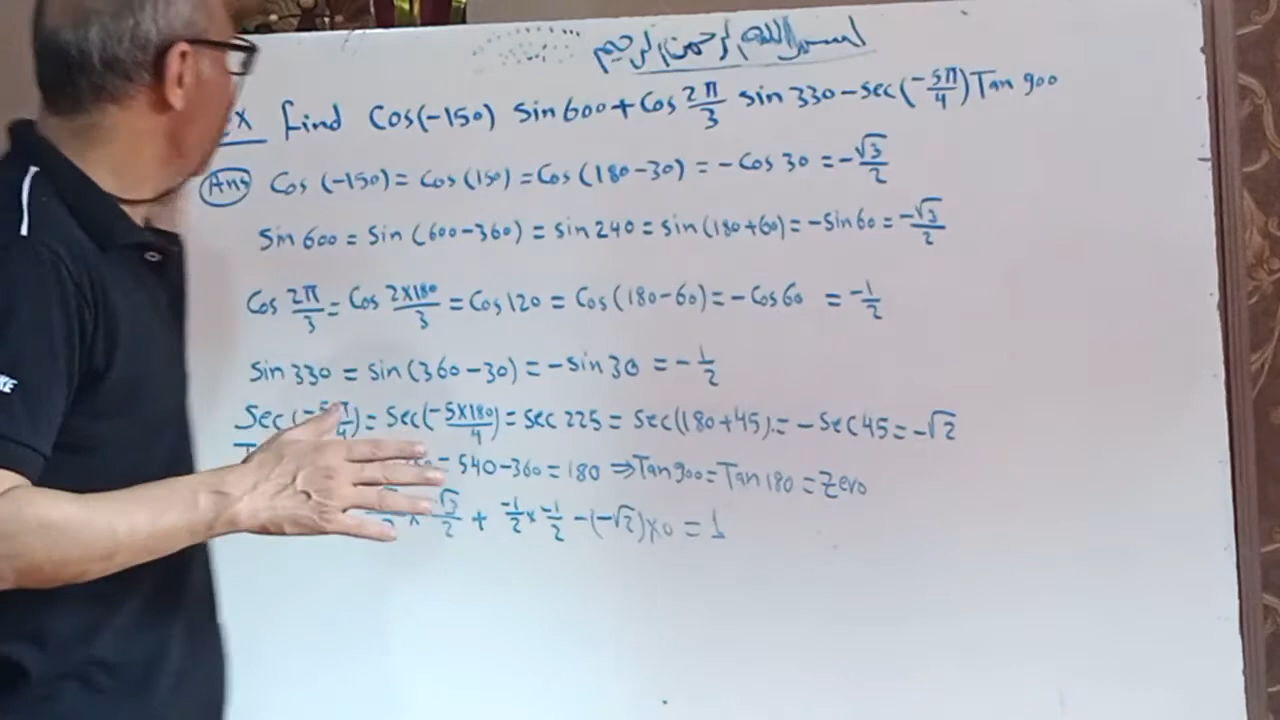 بسم الله الرحمن الرحيم
Ex Find Cos(-150) Sin 600 + Cos 2π/3 sin 330 - sec(-5π/4) Tan 900
Ans Cos (-150) = Cos (150) = Cos (180-30) = - Cos 30 = -√3/2
Sin 600 = Sin (600-360) = sin 240 = sin (180+60) = - Sin 60 = -√3/2
Cos 2π/3 = Cos 2x180/3 = Cos 120 = Cos (180-60) = - Cos 60 = -1/2
Sin 330 = sin (360-30) = - sin 30 = - 1/2
Sec(-5π/4) = Sec(-5x180/4) = sec 225 = Sec(180+45) = - Sec 45 = -√2
540-360 = 180 ⇒ Tan 900 = Tan 180 = Zero
x -√3/2 + -1/2 x -1/2 - (-√2) x 0 = 1